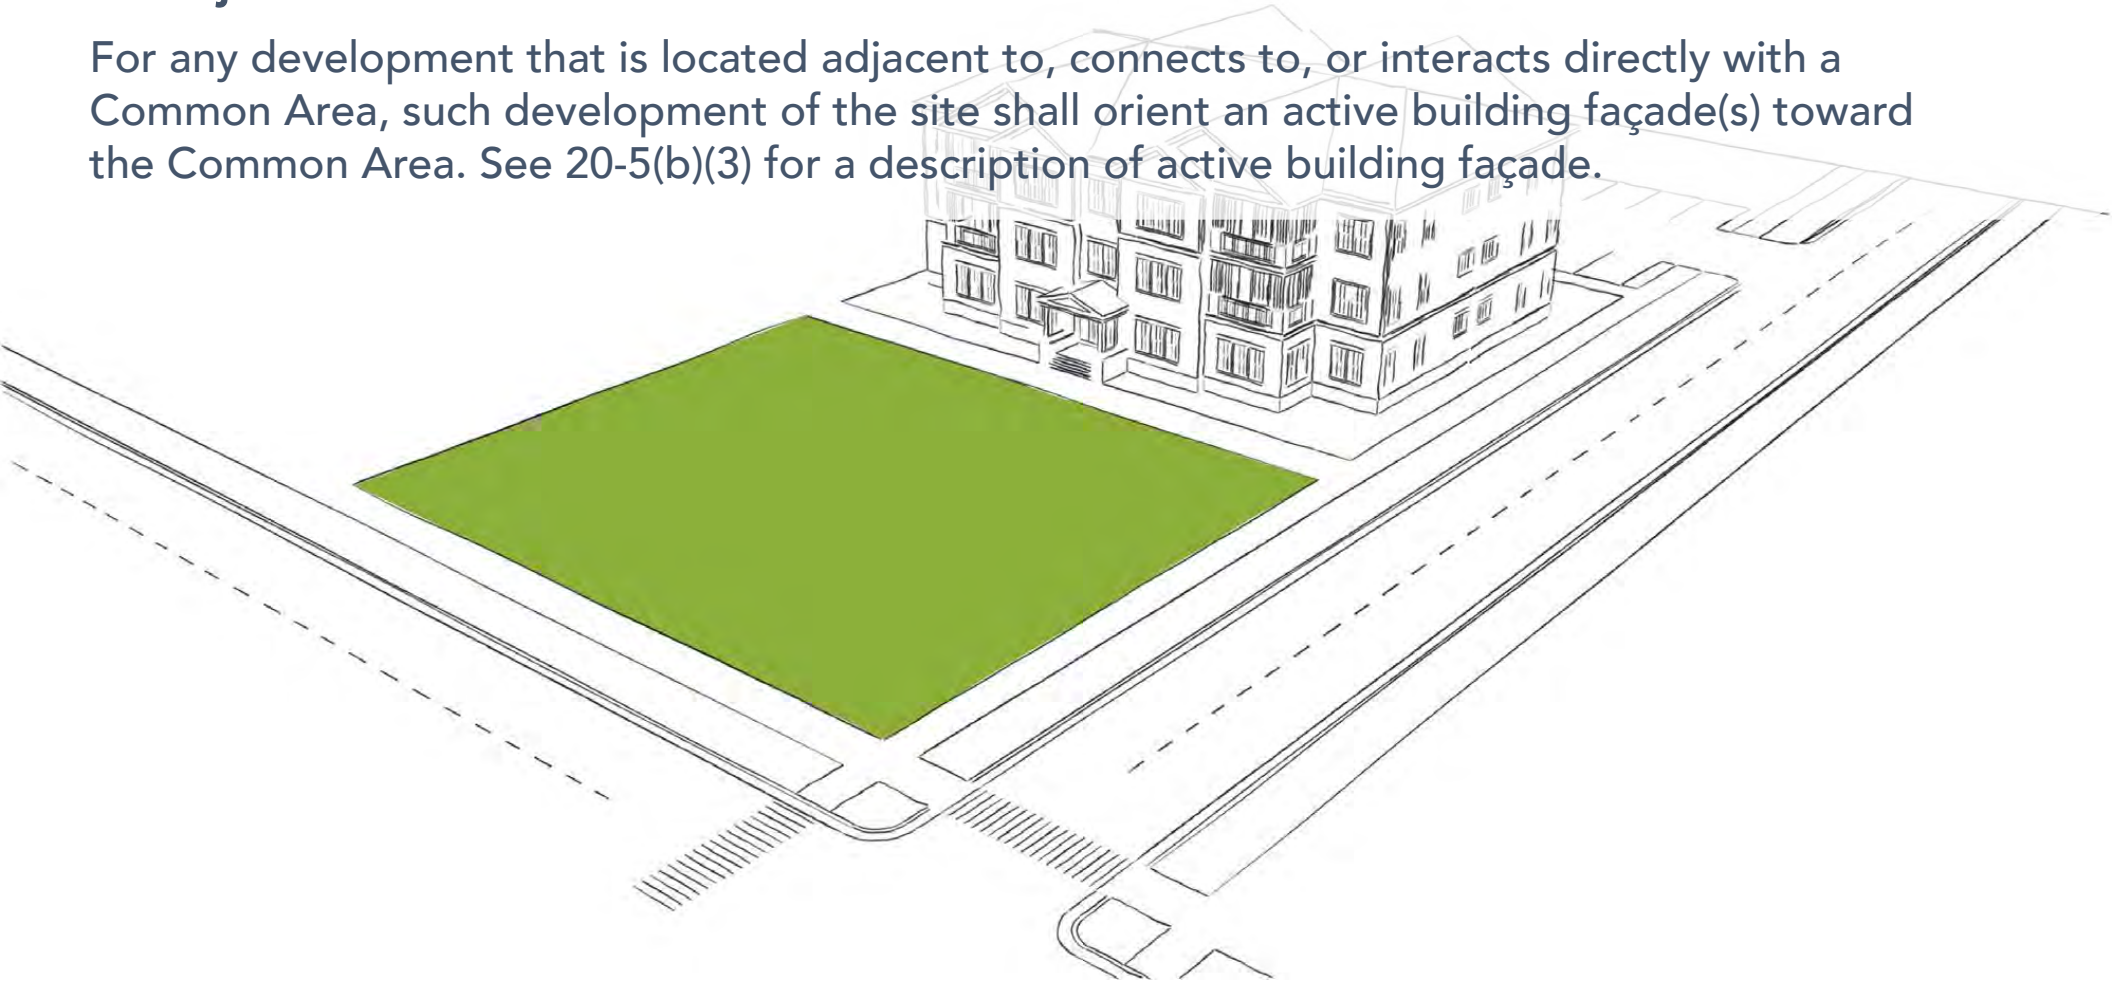 For any development that is located adjacent to, connects to, or interacts directly with a
Common Area, such development of the site shall orient an active building façade(s) toward
the Common Area. See 20-5(b)(3) for a description of active building façade.